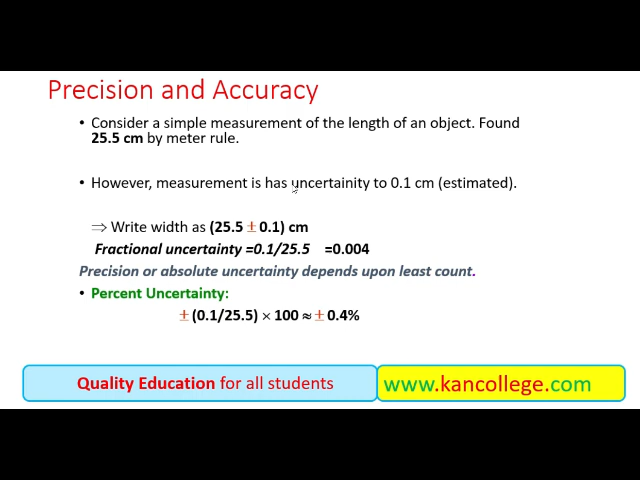 Precision and Accuracy
• Consider a simple measurement of the length of an object. Found
25.5 cm by meter rule.
• However, measurement is has uncertainity to 0.1 cm (estimated).
⇒ Write width as (25.5 ± 0.1) cm
Fractional uncertainty =0.1/25.5 =0.004
Precision or absolute uncertainty depends upon least count.
• Percent Uncertainty:
± (0.1/25.5) × 100 ≈ ± 0.4%
Quality Education for all students
www.kancollege.com